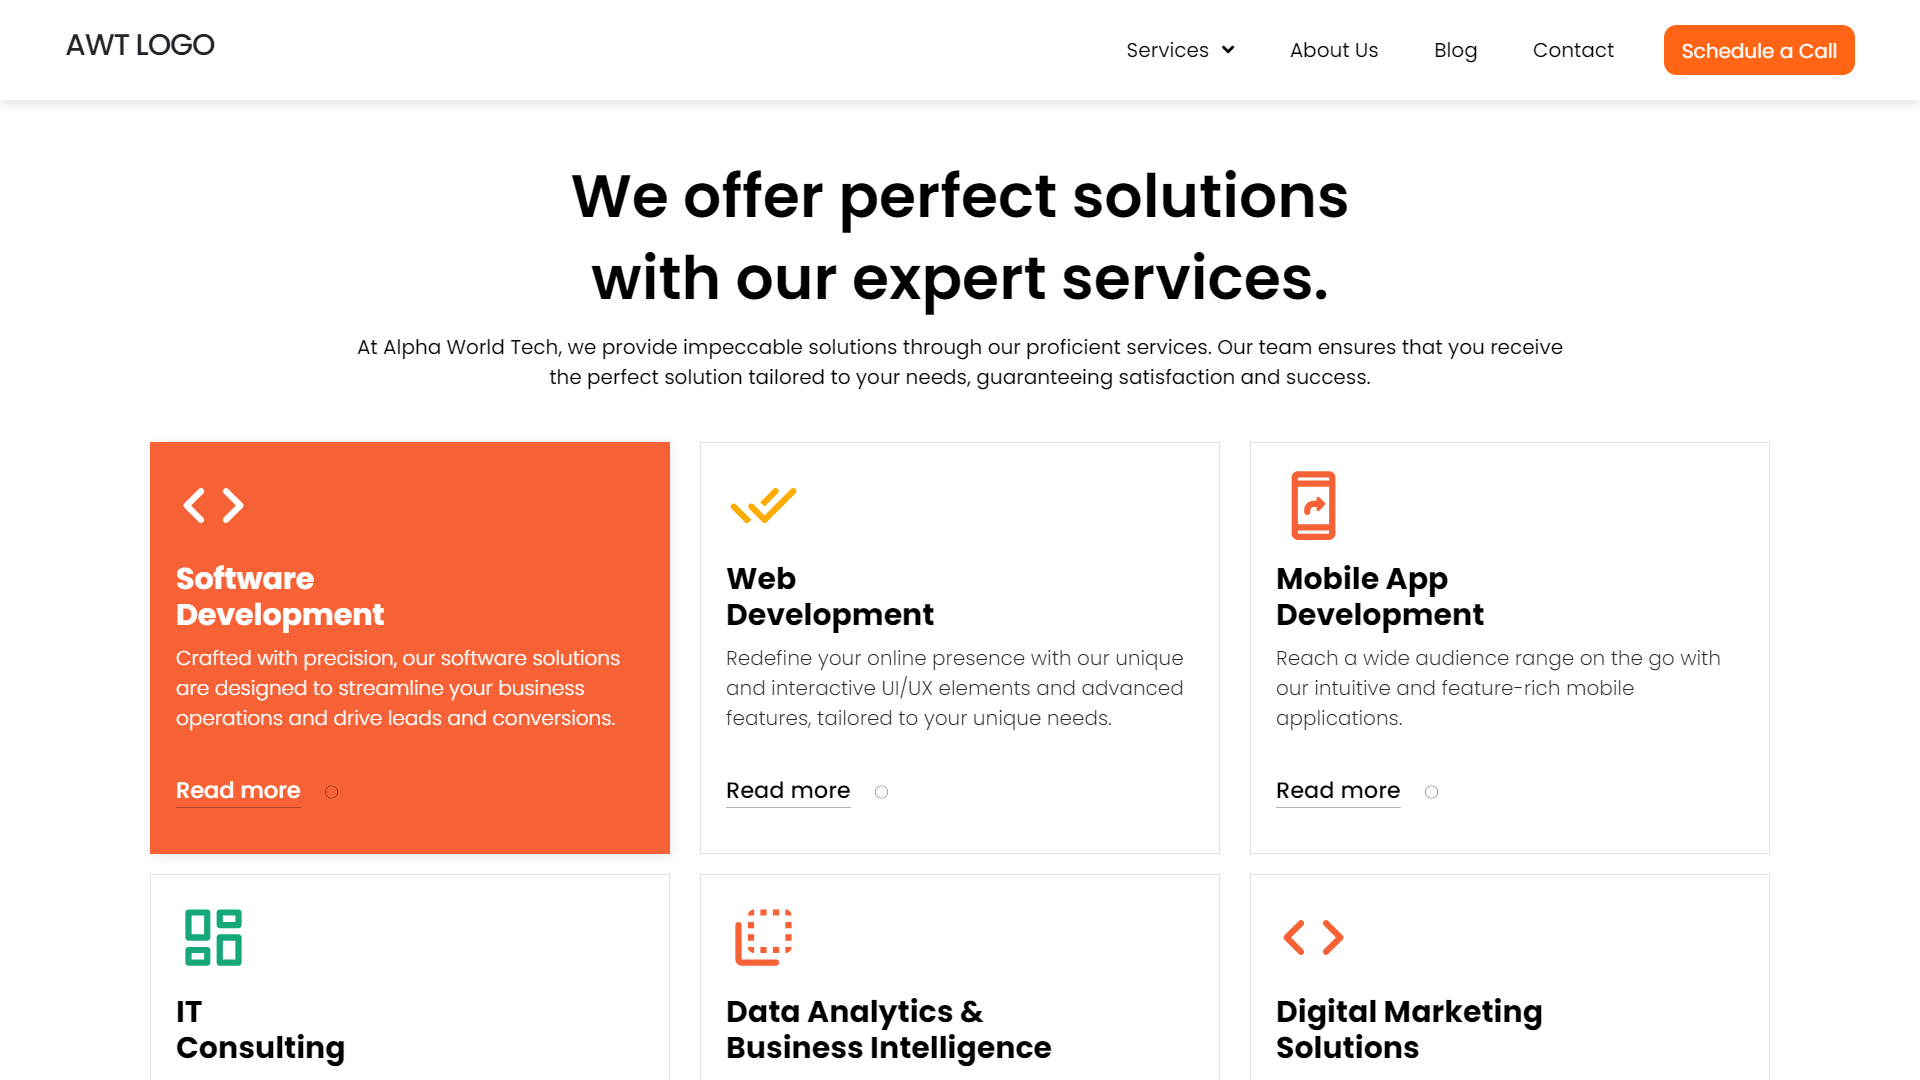 AWT LOGO
Services
About Us
Blog
Contact
Schedule a Call
We offer perfect solutions
with our expert services.
At Alpha World Tech, we provide impeccable solutions through our proficient services. Our team ensures that you receive
the perfect solution tailored to your needs, guaranteeing satisfaction and success.
Software
Development
Crafted with precision, our software solutions
are designed to streamline your business
operations and drive leads and conversions.
Read more
Web
Development
Redefine your online presence with our unique
and interactive UI/UX elements and advanced
features, tailored to your unique needs.
Read more
Mobile App
Development
Reach a wide audience range on the go with
our intuitive and feature-rich mobile
applications.
Read more
IT
Consulting
Data Analytics &
Business Intelligence
Digital Marketing
Solutions